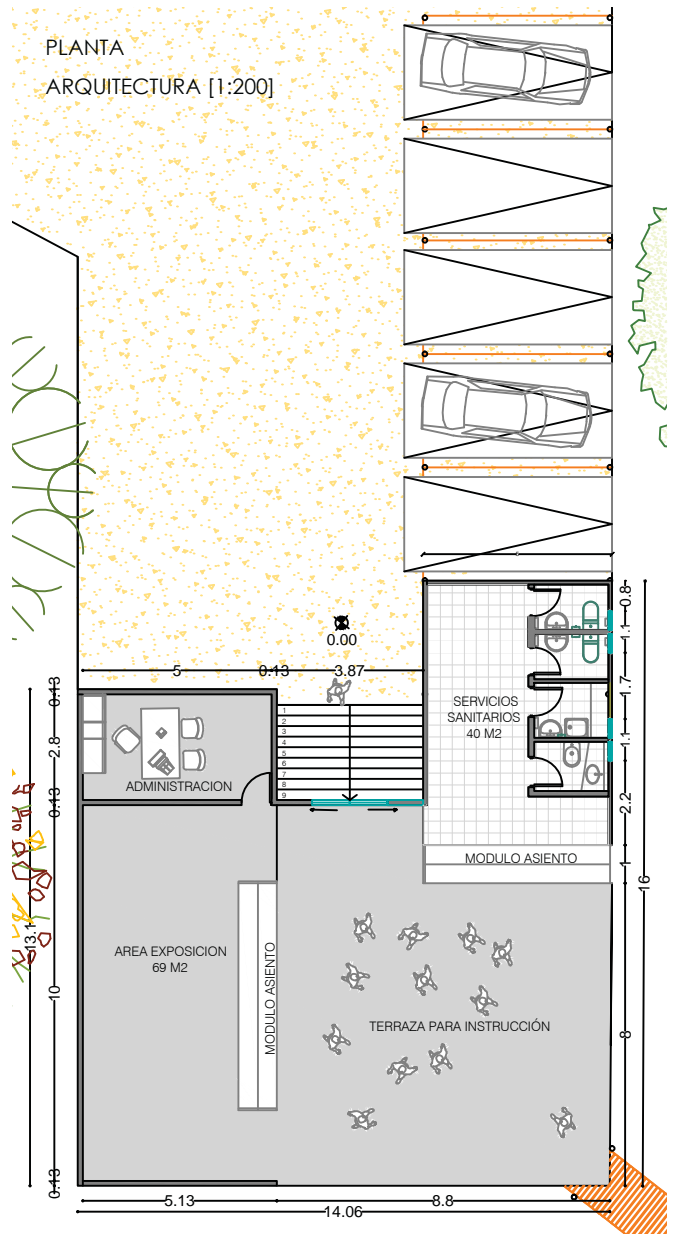 PLANTA
ARQUITECTURA [1:200]
0.00
5
0.13
3.87
0.8
1.1
1.7
1.1
2.2
1
16
8
0.13
2.8
0.13
13.1
10
0.13
1
2
3
4
5
6
7
8
9
SERVICIOS
SANITARIOS
40 M2
ADMINISTRACION
MODULO ASIENTO
AREA EXPOSICION
69 M2
MODULO ASIENTO
TERRAZA PARA INSTRUCCIÓN
5.13
8.8
14.06